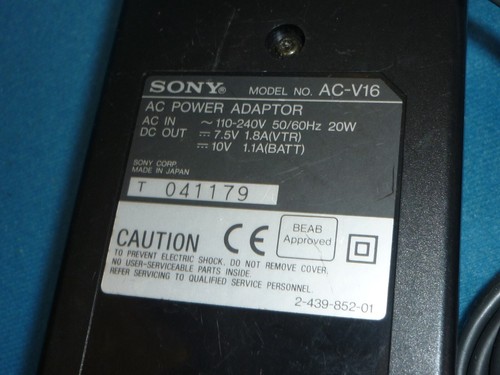 SONY® MODEL NO. AC-V16
AC POWER ADAPTOR
AC IN ~110-240V 50/60Hz 20W
DC OUT ⎓7.5V 1.8A(VTR)
⎓10V 1.1A(BATT)
SONY CORP.
MADE IN JAPAN
T 041179
CAUTION CE
BEAB
Approved
TO PREVENT ELECTRIC SHOCK, DO NOT REMOVE COVER.
NO USER-SERVICEABLE PARTS INSIDE.
REFER SERVICING TO QUALIFIED SERVICE PERSONNEL.
2-439-852-01